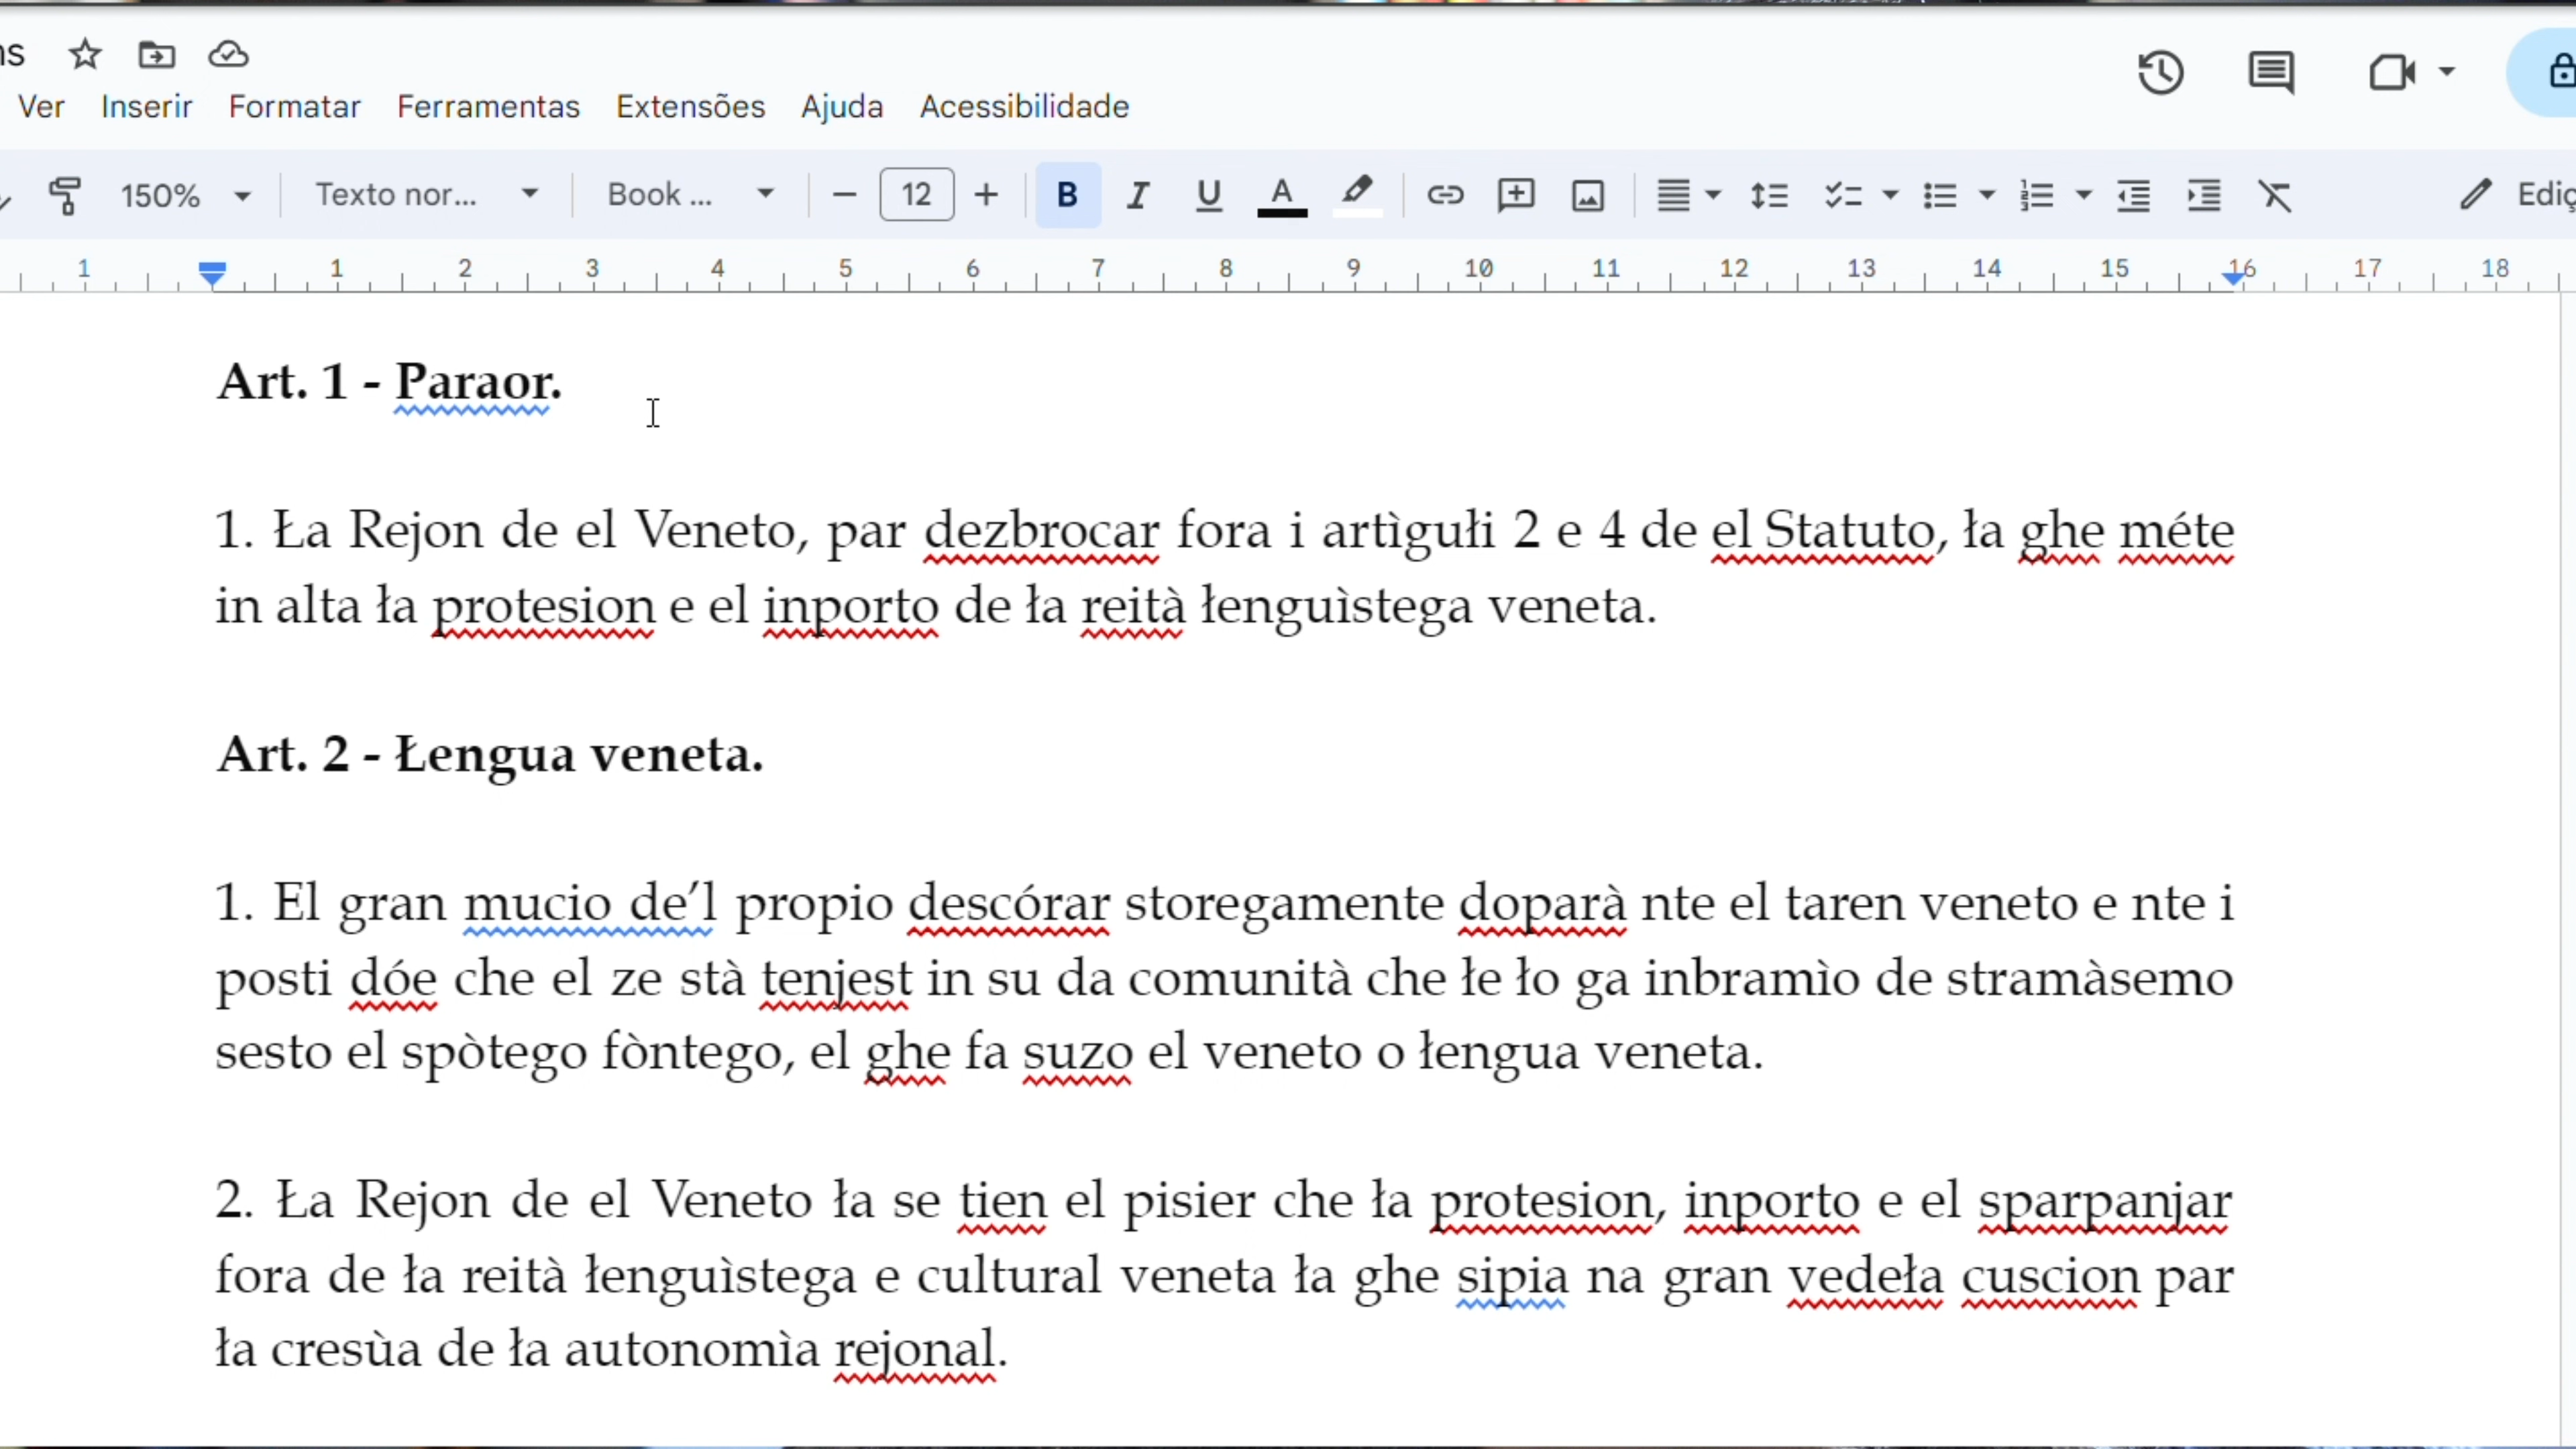 Ver Inserir Formatar Ferramentas Extensões Ajuda Acessibilidade
150% Texto nor... Book ... − 12 + B I U A
1 1 2 3 4 5 6 7 8 9 10 11 12 13 14 15 16 17 18
Art. 1 - Paraor.
1. Ła Rejon de el Veneto, par dezbrocar fora i artìgułi 2 e 4 de el Statuto, ła ghe méte
in alta ła protesion e el inporto de ła reità łenguìstega veneta.
Art. 2 - Łengua veneta.
1. El gran mucio de’l propio descórar storegamente doparà nte el taren veneto e nte i
posti dóe che el ze stà tenjest in su da comunità che łe ło ga inbramìo de stramàsemo
sesto el spòtego fòntego, el ghe fa suzo el veneto o łengua veneta.
2. Ła Rejon de el Veneto ła se tien el pisier che ła protesion, inporto e el sparpanjar
fora de ła reità łenguìstega e cultural veneta ła ghe sipia na gran vedeła cuscion par
ła cresùa de ła autonomìa rejonal.